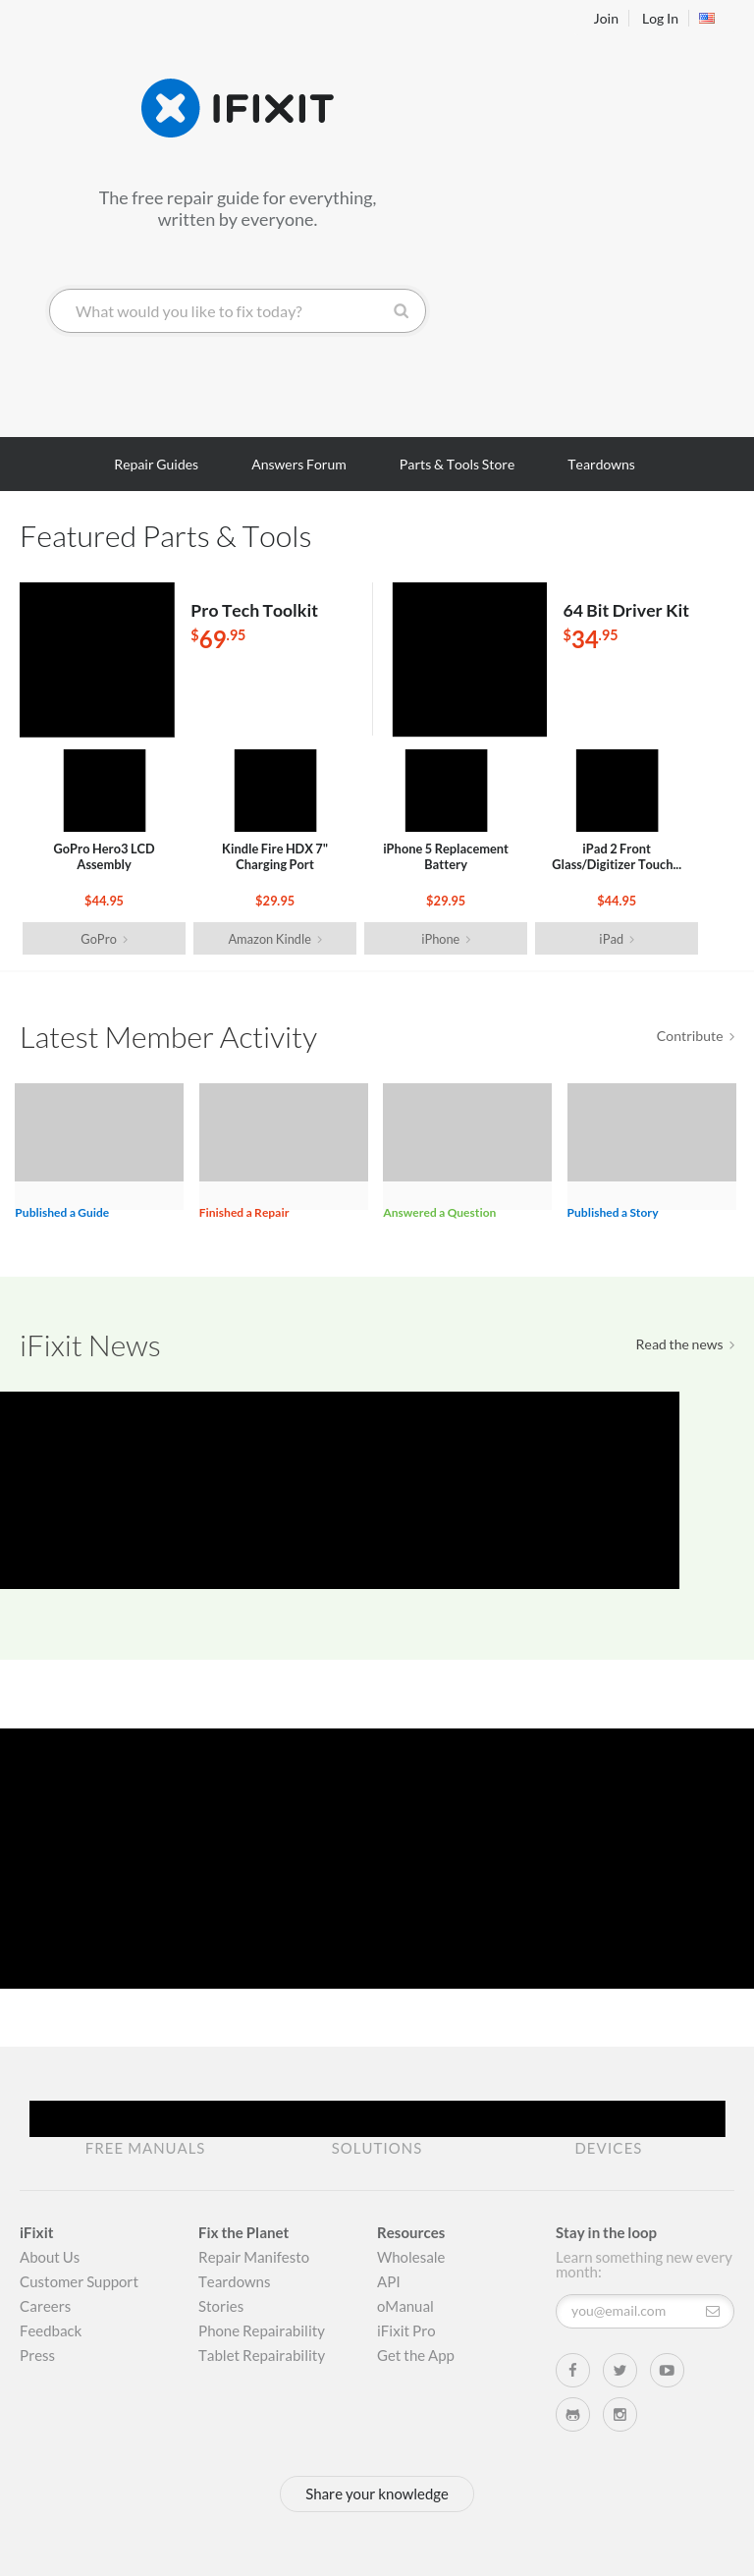 Join
Log In
IFIXIT
The free repair guide for everything,
written by everyone.
What would you like to fix today?
Repair Guides
Answers Forum
Parts & Tools Store
Teardowns
Featured Parts & Tools
Pro Tech Toolkit
$69.95
64 Bit Driver Kit
$34.95
GoPro Hero3 LCD
Assembly
$44.95
GoPro
Kindle Fire HDX 7"
Charging Port
$29.95
Amazon Kindle
iPhone 5 Replacement
Battery
$29.95
iPhone
iPad 2 Front
Glass/Digitizer Touch...
$44.95
iPad
Latest Member Activity
Contribute
Published a Guide
Finished a Repair
Answered a Question
Published a Story
iFixit News
Read the news
FREE MANUALS
SOLUTIONS
DEVICES
iFixit
About Us
Customer Support
Careers
Feedback
Press
Fix the Planet
Repair Manifesto
Teardowns
Stories
Phone Repairability
Tablet Repairability
Resources
Wholesale
API
oManual
iFixit Pro
Get the App
Stay in the loop
Learn something new every
month:
you@email.com
Share your knowledge